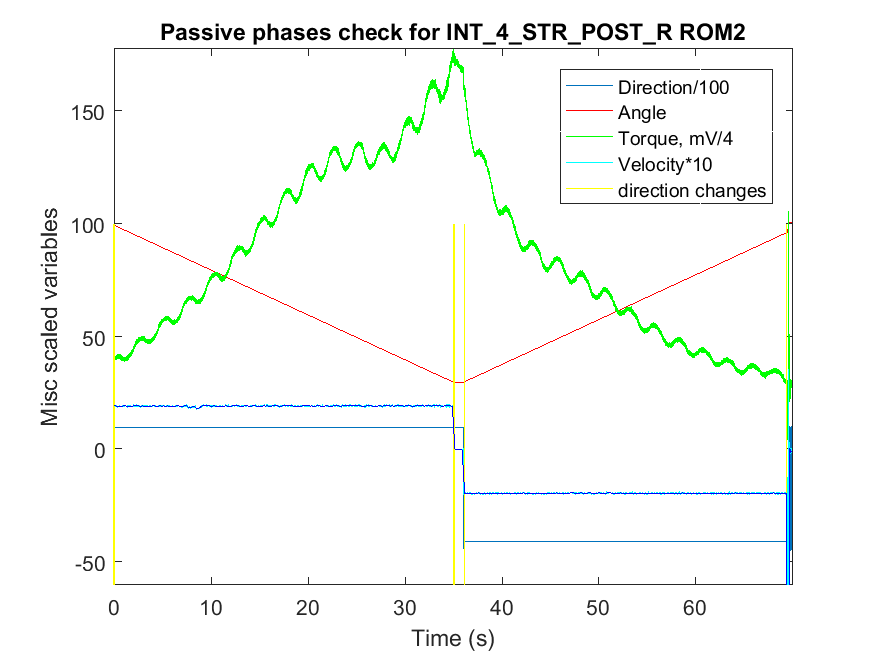 Passive phases check for INT_4_STR_POST_R ROM2
Direction/100
Angle
Torque, mV/4
Velocity*10
direction changes
150
100
50
0
-50
Misc scaled variables
0 10 20 30 40 50 60
Time (s)